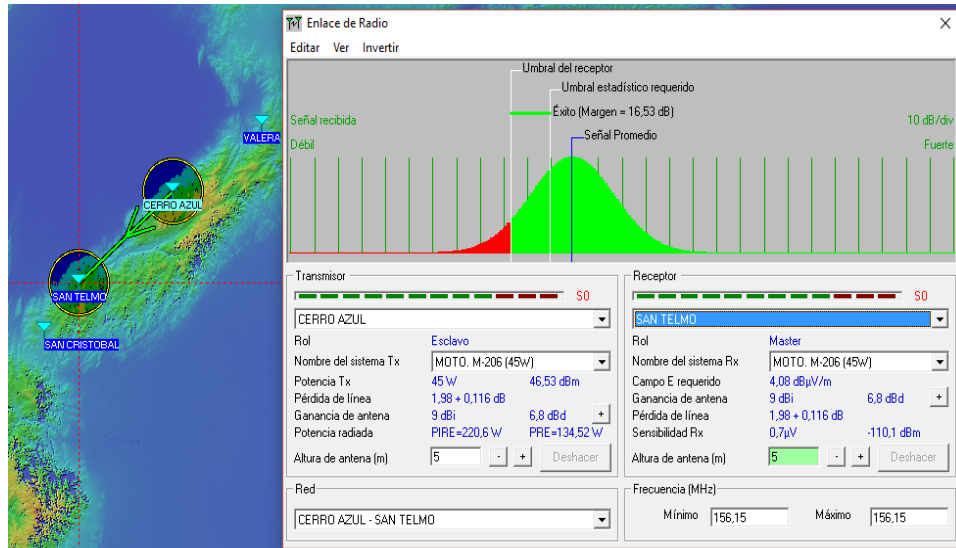 VALERA
CERRO AZUL
SAN TELMO
SAN CRISTOBAL
Enlace de Radio
Editar Ver Invertir
Umbral del receptor
Umbral estadístico requerido
Éxito (Margen = 16,53 dB)
Señal recibida
10 dB/div
Señal Promedio
Débil
Fuerte
Transmisor
S0
CERRO AZUL
Rol Esclavo
Nombre del sistema Tx MOTO. M-206 (45W)
Potencia Tx 45 W 46,53 dBm
Pérdida de línea 1,98 + 0,116 dB
Ganancia de antena 9 dBi 6,8 dBd +
Potencia radiada PIRE=220,6 W PRE=134,52 W
Altura de antena (m) 5 - + Deshacer
Red
CERRO AZUL - SAN TELMO
Receptor
S0
SAN TELMO
Rol Master
Nombre del sistema Rx MOTO. M-206 (45W)
Campo E requerido 4,08 dBµV/m
Ganancia de antena 9 dBi 6,8 dBd +
Pérdida de línea 1,98 + 0,116 dB
Sensibilidad Rx 0,7µV -110,1 dBm
Altura de antena (m) 5 - + Deshacer
Frecuencia (MHz)
Mínimo 156,15 Máximo 156,15